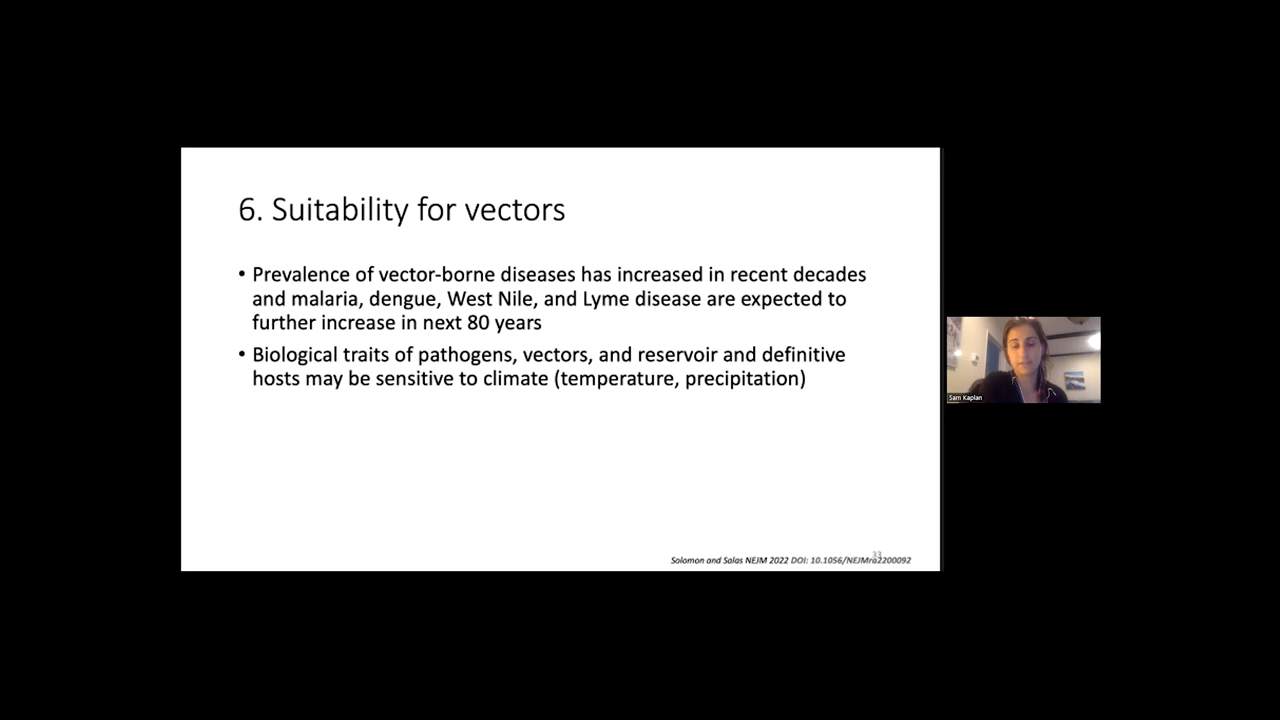 6. Suitability for vectors
• Prevalence of vector-borne diseases has increased in recent decades
and malaria, dengue, West Nile, and Lyme disease are expected to
further increase in next 80 years
• Biological traits of pathogens, vectors, and reservoir and definitive
hosts may be sensitive to climate (temperature, precipitation)
Sam Kaplan
33
Solomon and Salas NEJM 2022 DOI: 10.1056/NEJMra2200092